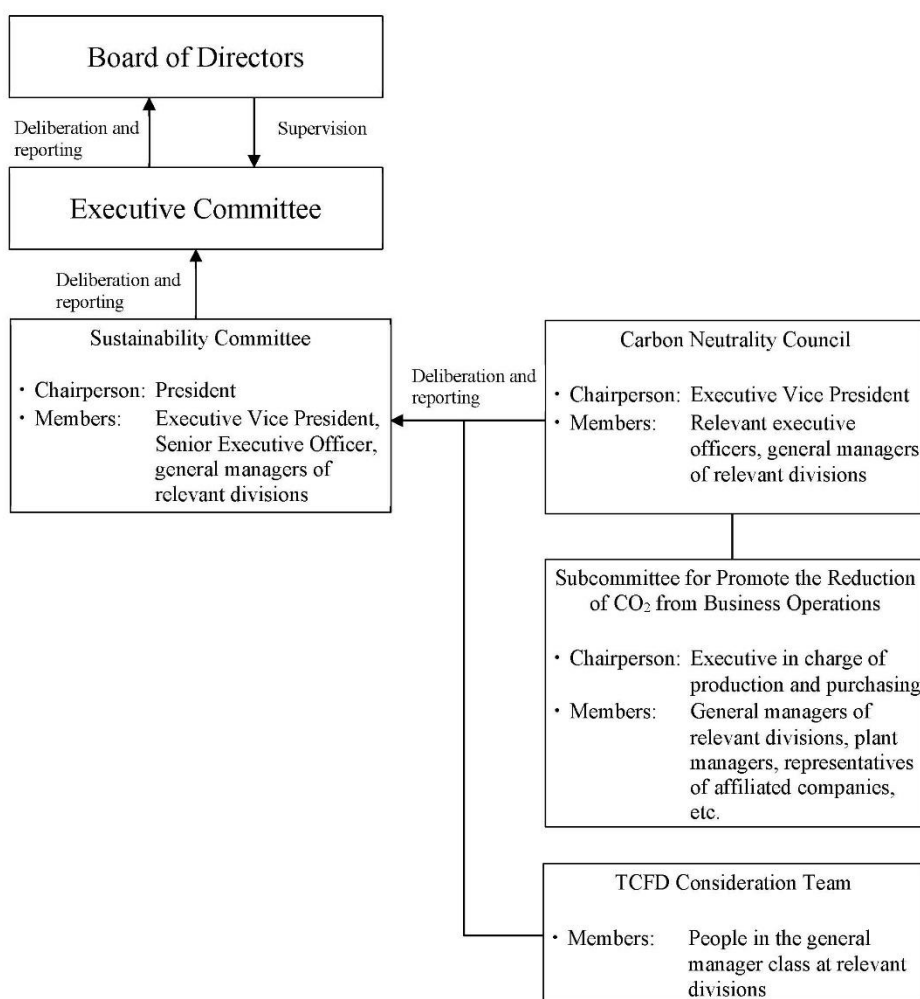 Board of Directors
Deliberation and
reporting
Supervision
Executive Committee
Deliberation and
reporting
Sustainability Committee
・ Chairperson: President
・ Members: Executive Vice President,
Senior Executive Officer,
general managers of
relevant divisions
Deliberation and
reporting
Carbon Neutrality Council
・ Chairperson: Executive Vice President
・ Members: Relevant executive
officers, general managers
of relevant divisions
Subcommittee for Promote the Reduction
of CO₂ from Business Operations
・ Chairperson: Executive in charge of
production and purchasing
・ Members: General managers of
relevant divisions, plant
managers, representatives
of affiliated companies,
etc.
TCFD Consideration Team
・ Members: People in the general
manager class at relevant
divisions